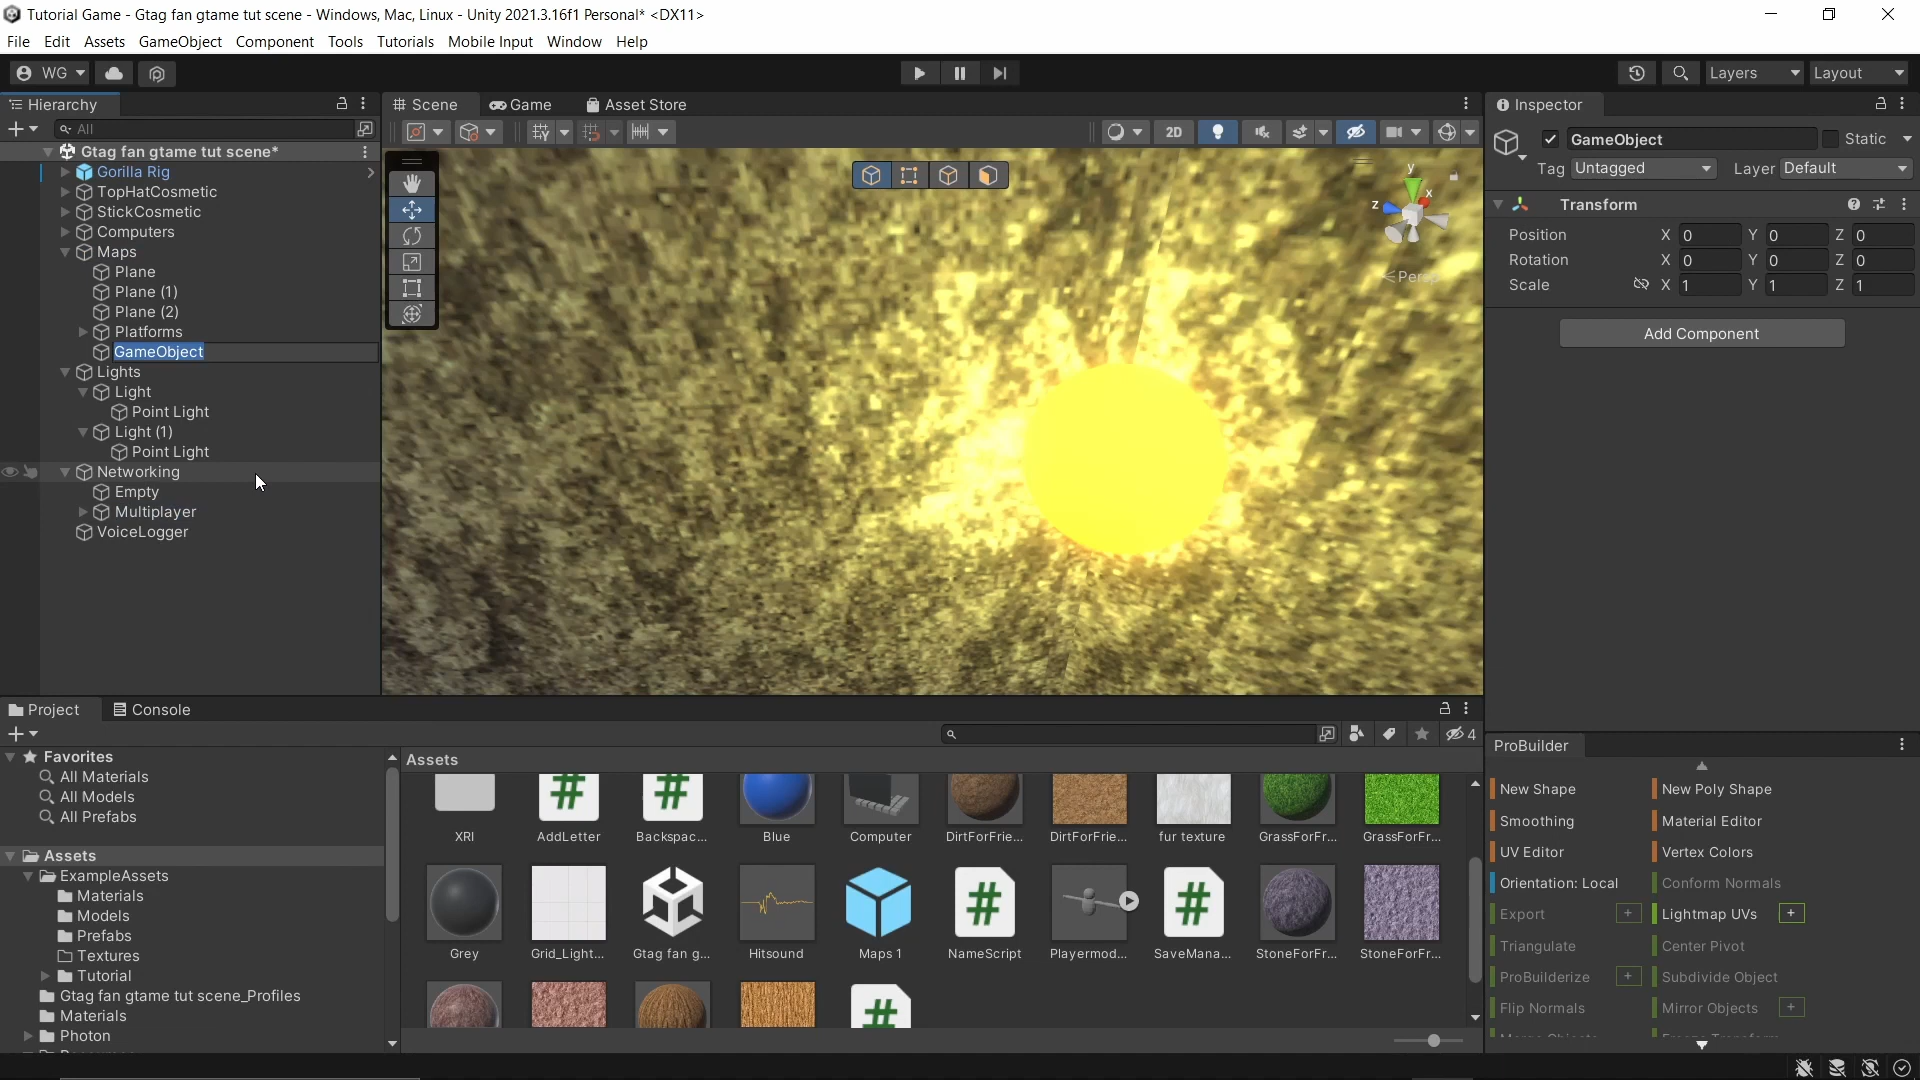 Tutorial Game - Gtag fan gtame tut scene - Windows, Mac, Linux - Unity 2021.3.16f1 Personal* <DX11>
File Edit Assets GameObject Component Tools Tutorials Mobile Input Window Help
WG Layers Layout
Hierarchy
All
Gtag fan gtame tut scene*
Gorilla Rig
TopHatCosmetic
StickCosmetic
Computers
Maps
Plane
Plane (1)
Plane (2)
Platforms
GameObject
Lights
Light
Point Light
Light (1)
Point Light
Networking
Empty
Multiplayer
VoiceLogger
Scene Game Asset Store
2D
y
x
z
Persp
Inspector
GameObject Static
Tag Untagged Layer Default
Transform
Position X 0 Y 0 Z 0
Rotation X 0 Y 0 Z 0
Scale X 1 Y 1 Z 1
Add Component
Project Console
4
Favorites
All Materials
All Models
All Prefabs
Assets
ExampleAssets
Materials
Models
Prefabs
Textures
Tutorial
Gtag fan gtame tut scene_Profiles
Materials
Photon
Assets
XRI AddLetter Backspac... Blue Computer DirtForFrie... DirtForFrie... fur texture GrassForFr... GrassForFr...
Grey Grid_Light... Gtag fan g... Hitsound Maps 1 NameScript Playermod... SaveMana... StoneForFr... StoneForFr...
ProBuilder
New Shape New Poly Shape
Smoothing Material Editor
UV Editor Vertex Colors
Orientation: Local Conform Normals
Export + Lightmap UVs +
Triangulate Center Pivot
ProBuilderize + Subdivide Object
Flip Normals Mirror Objects +